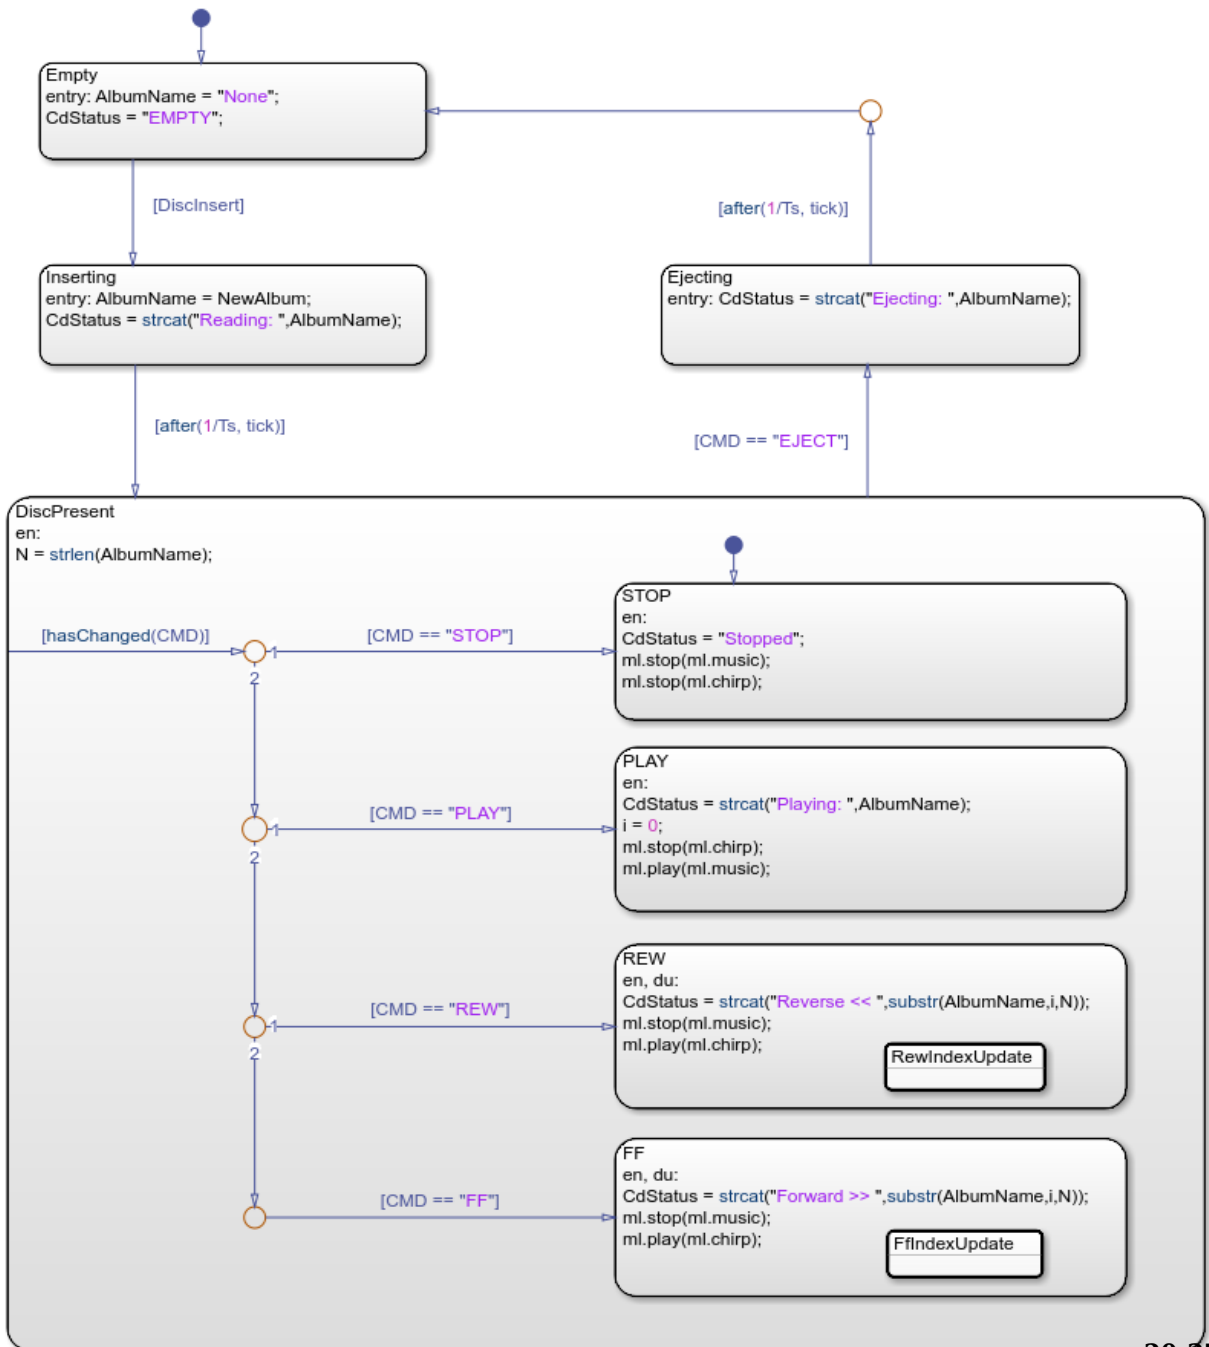 Empty
entry: AlbumName = "None";
CdStatus = "EMPTY";
[DiscInsert]
[after(1/Ts, tick)]
Inserting
entry: AlbumName = NewAlbum;
CdStatus = strcat("Reading: ",AlbumName);
Ejecting
entry: CdStatus = strcat("Ejecting: ",AlbumName);
[after(1/Ts, tick)]
[CMD == "EJECT"]
DiscPresent
en:
N = strlen(AlbumName);
[hasChanged(CMD)]
1
[CMD == "STOP"]
2
STOP
en:
CdStatus = "Stopped";
ml.stop(ml.music);
ml.stop(ml.chirp);
1
[CMD == "PLAY"]
2
PLAY
en:
CdStatus = strcat("Playing: ",AlbumName);
i = 0;
ml.stop(ml.chirp);
ml.play(ml.music);
1
[CMD == "REW"]
2
REW
en, du:
CdStatus = strcat("Reverse << ",substr(AlbumName,i,N));
ml.stop(ml.music);
ml.play(ml.chirp);
RewIndexUpdate
[CMD == "FF"]
FF
en, du:
CdStatus = strcat("Forward >> ",substr(AlbumName,i,N));
ml.stop(ml.music);
ml.play(ml.chirp);
FfIndexUpdate